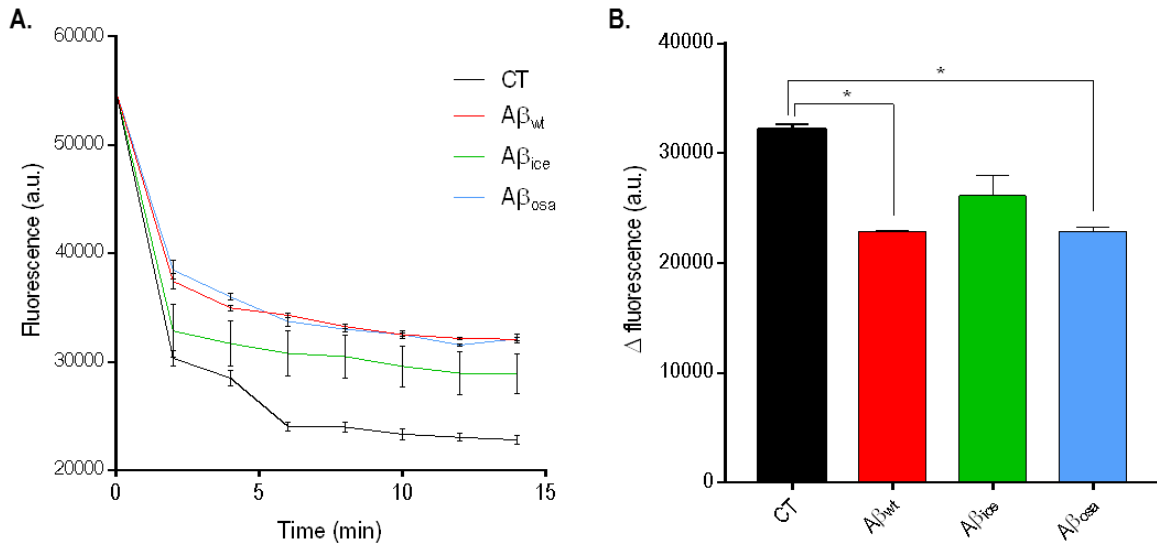 A.
Fluorescence (a.u.)
60000
50000
40000
30000
20000
0
5
10
15
Time (min)
CT
Aβwt
Aβice
Aβosa
B.
Δ fluorescence (a.u.)
40000
30000
20000
10000
0
*
*
CT
Aβwt
Aβice
Aβosa